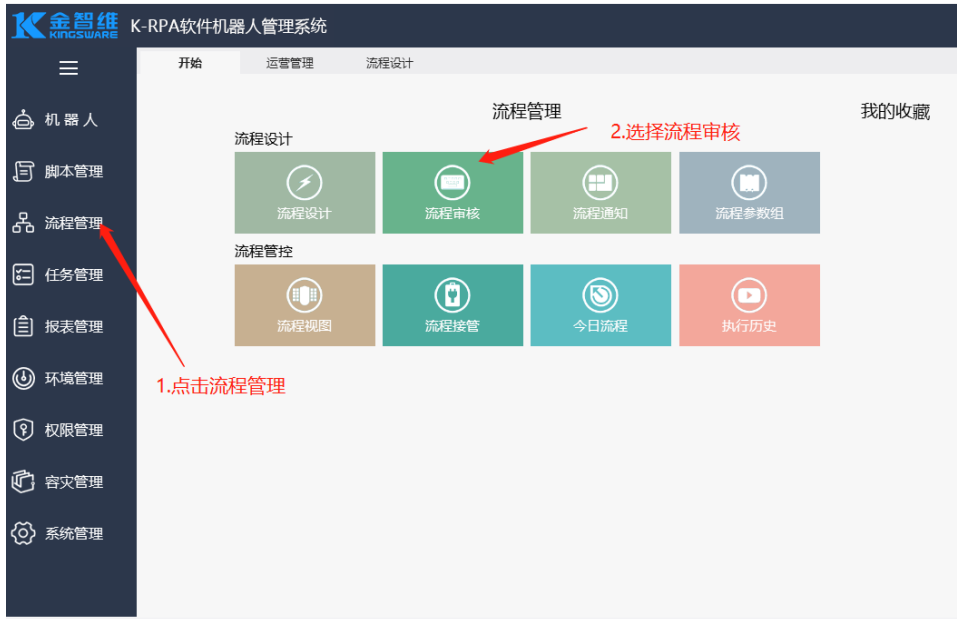 金智维
KINGSWARE
K-RPA软件机器人管理系统
开始 运营管理 流程设计
机器人
脚本管理
流程管理
任务管理
报表管理
环境管理
权限管理
容灾管理
系统管理
流程管理
我的收藏
2.选择流程审核
流程设计
流程设计 流程审核 流程通知 流程参数组
流程管控
流程视图 流程接管 今日流程 执行历史
1.点击流程管理